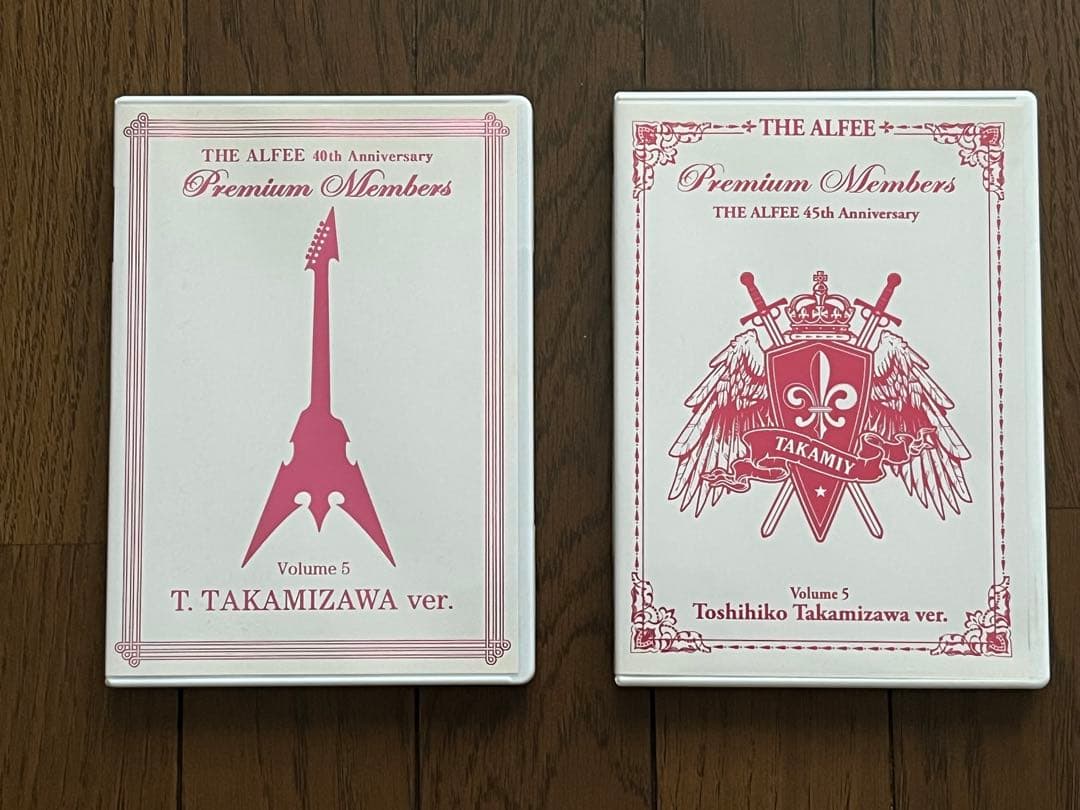 THE ALFEE 40th Anniversary
Premium Members
Volume 5
T. TAKAMIZAWA ver.
THE ALFEE
Premium Members
THE ALFEE 45th Anniversary
TAKAMIY
Volume 5
Toshihiko Takamizawa ver.